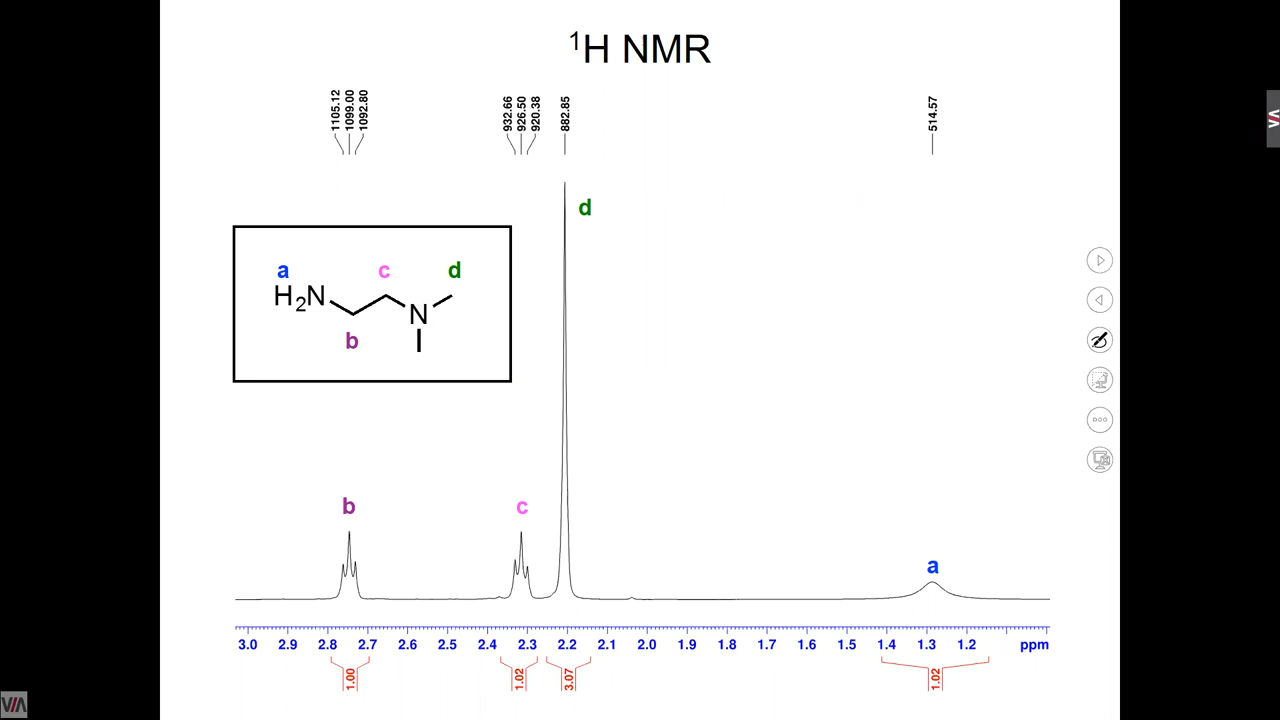 ¹H NMR
1105.12
1099.00
1092.80
932.66
926.50
920.38
882.85
514.57
d
a
c
d
H₂N
N
b
b
c
a
3.0 2.9 2.8 2.7 2.6 2.5 2.4 2.3 2.2 2.1 2.0 1.9 1.8 1.7 1.6 1.5 1.4 1.3 1.2 ppm
1.00
1.02
3.07
1.02
VIA
VIA